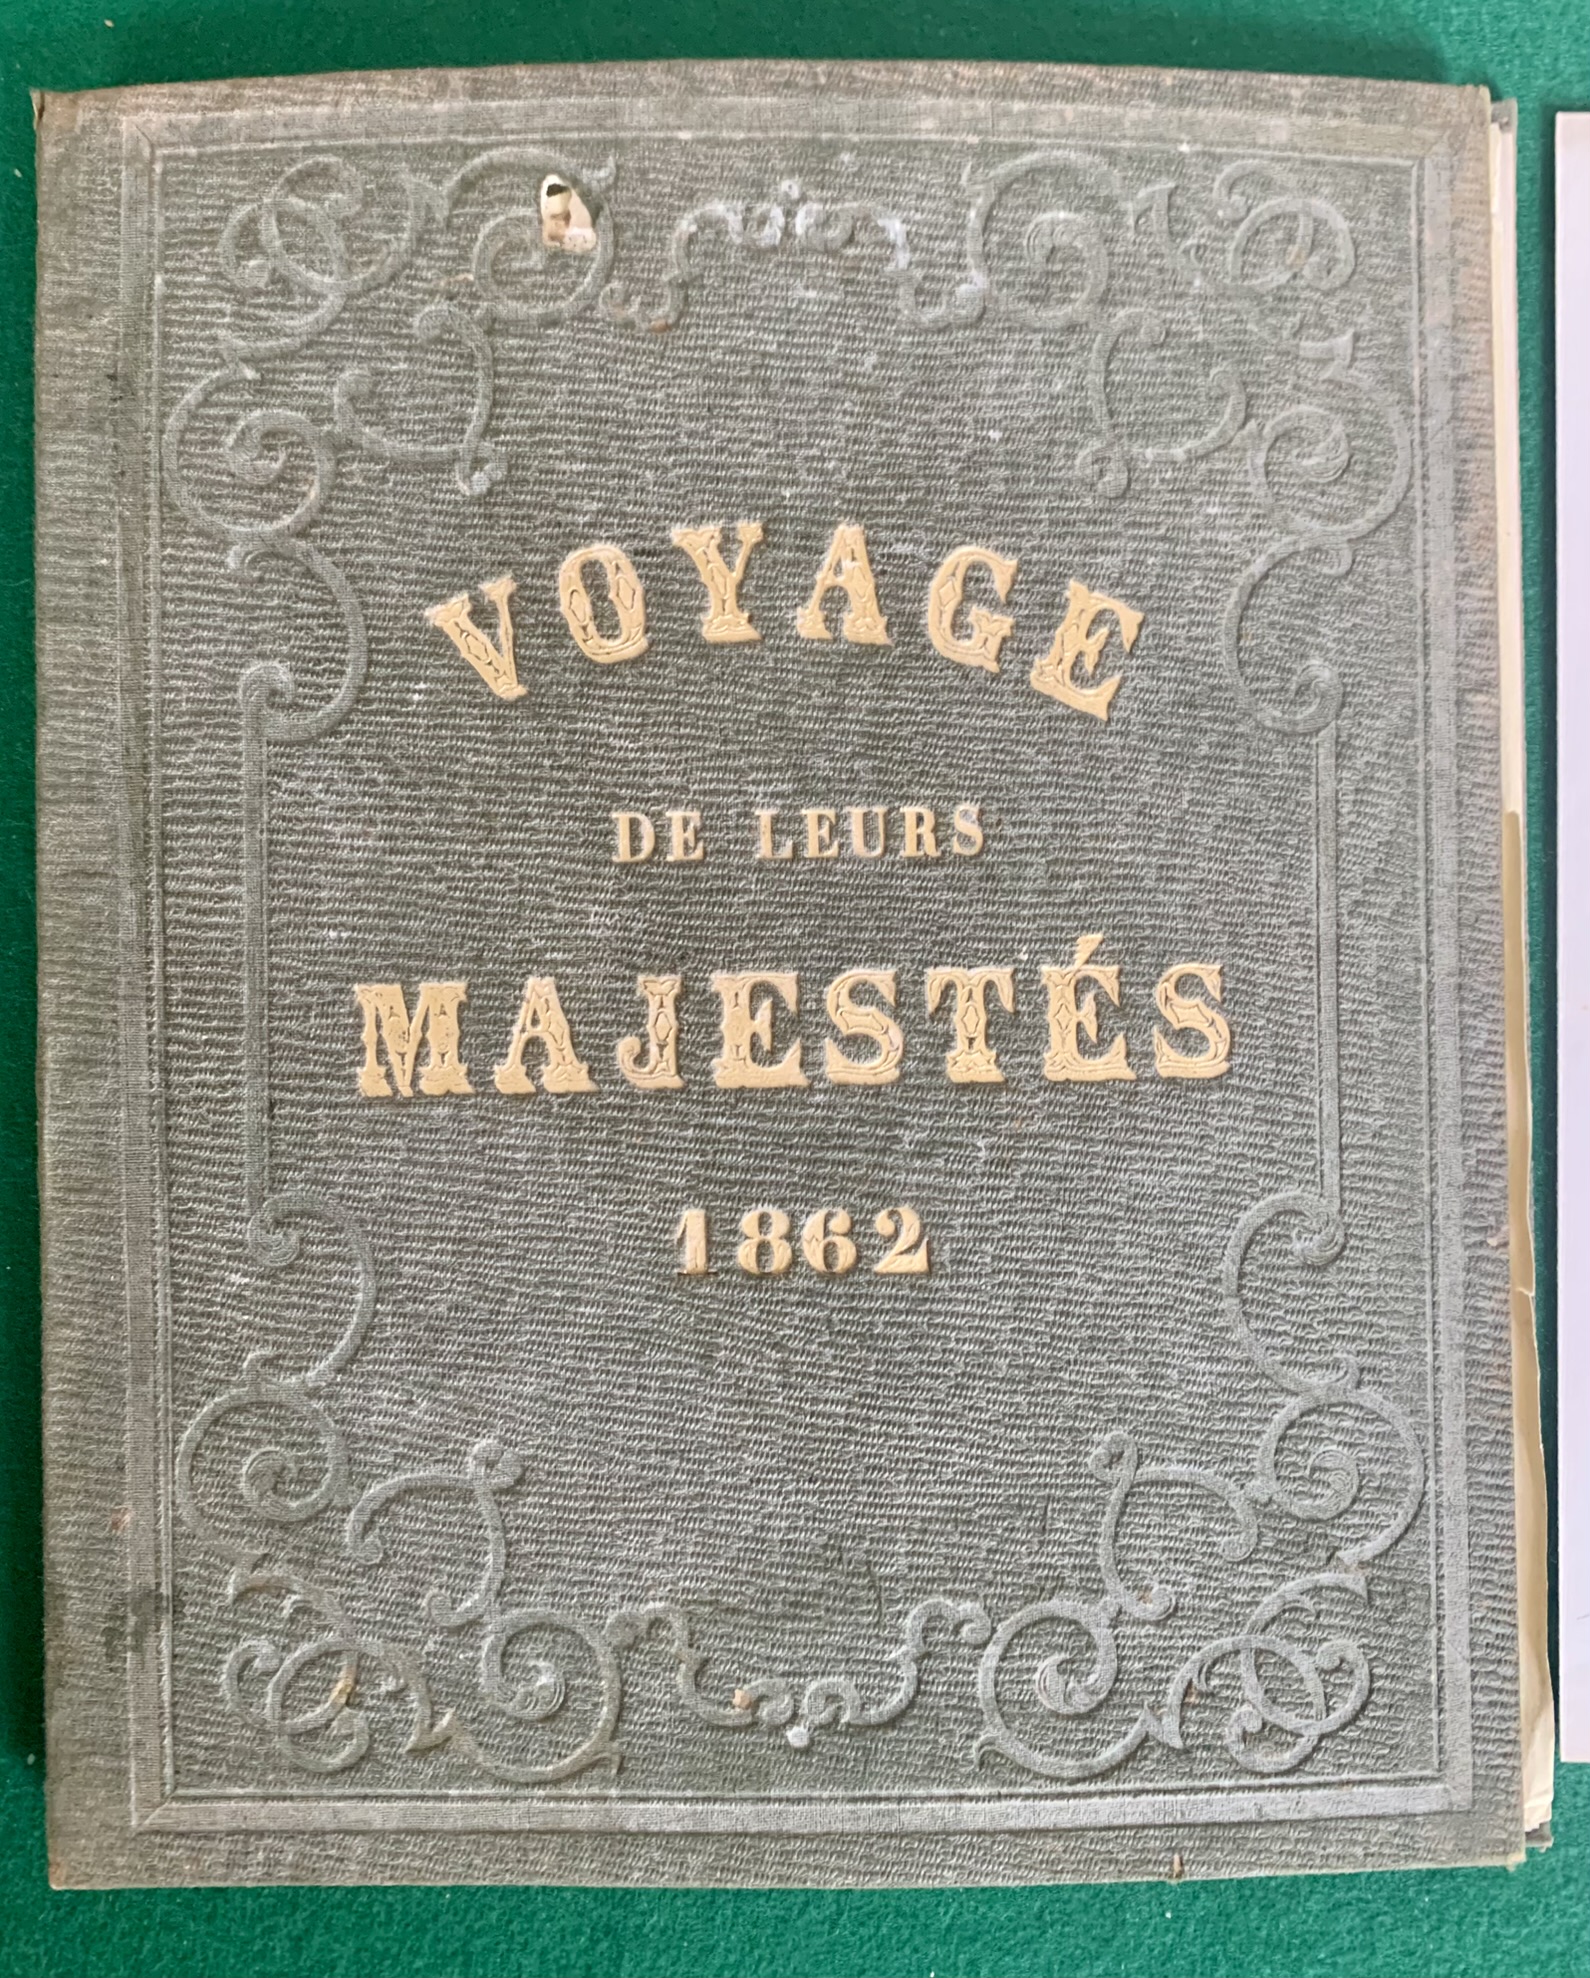 VOYAGE
DE LEURS
MAJESTÉS
1862